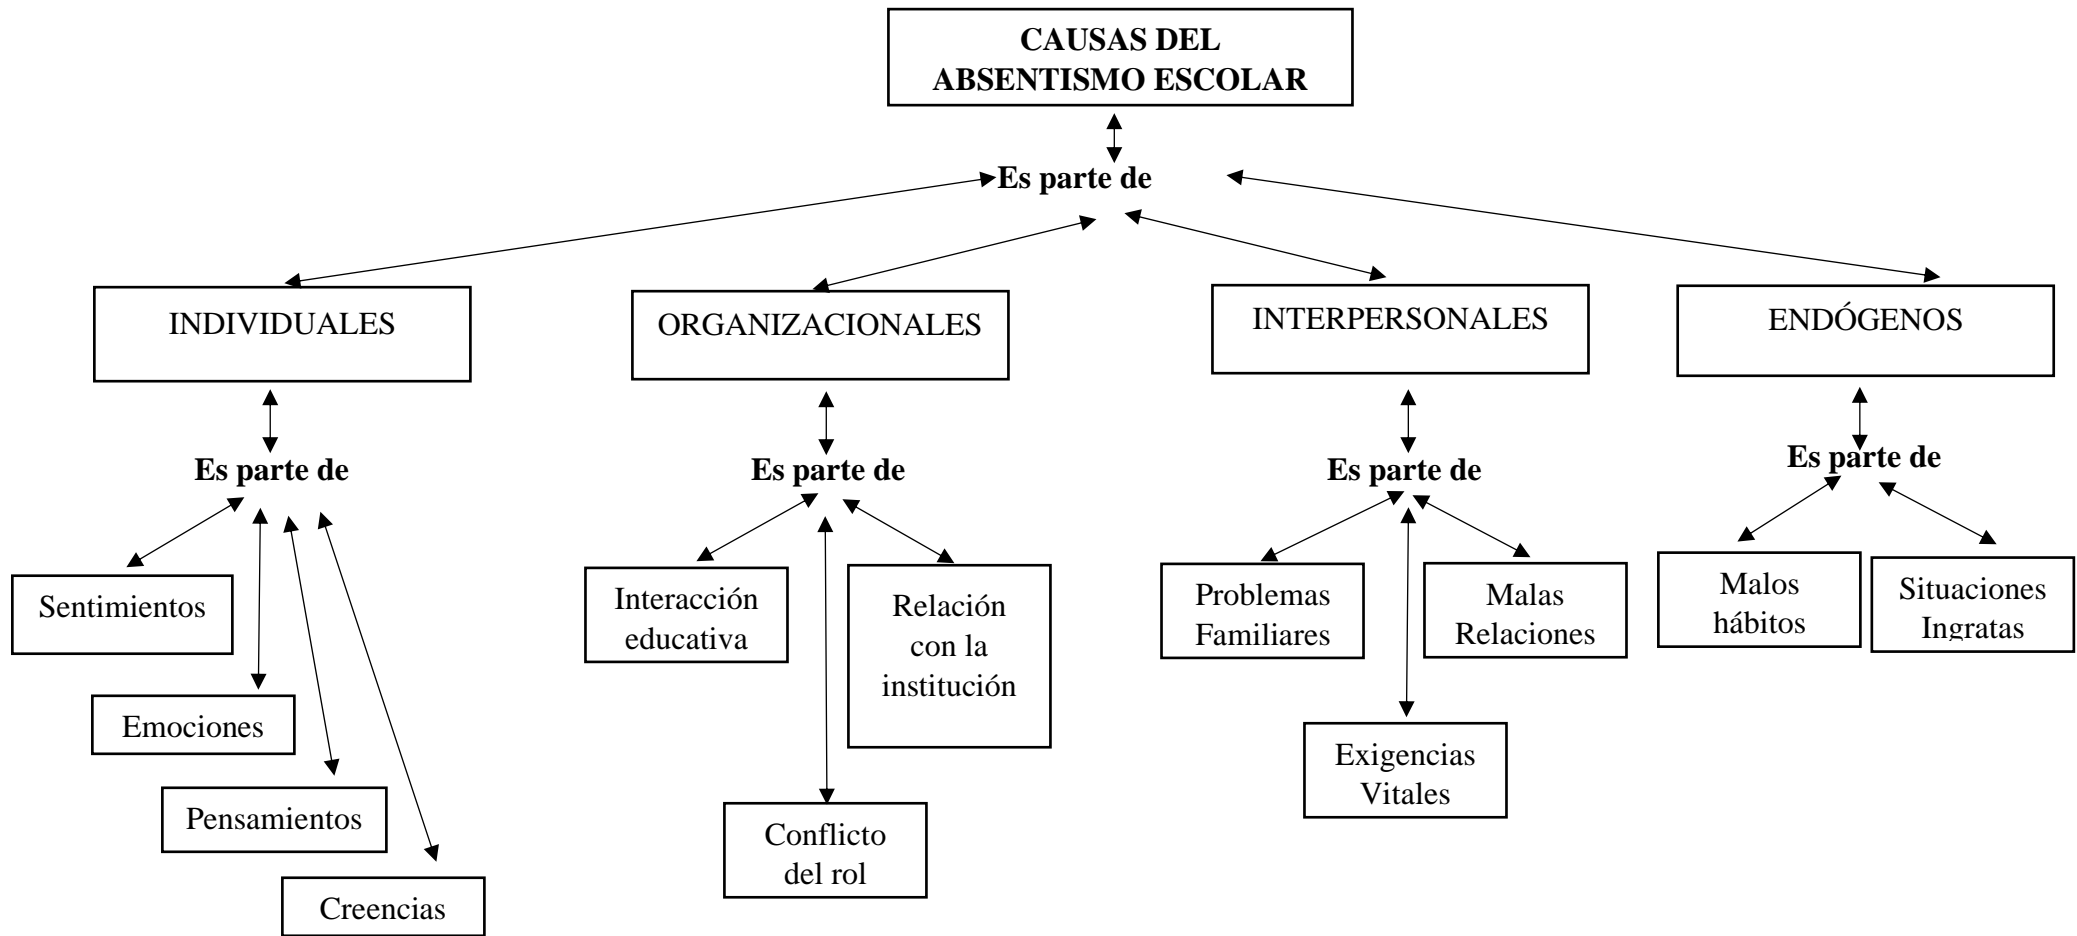 CAUSAS DEL
ABSENTISMO ESCOLAR
Es parte de
INDIVIDUALES
ORGANIZACIONALES
INTERPERSONALES
ENDÓGENOS
Es parte de
Es parte de
Es parte de
Es parte de
Sentimientos
Emociones
Pensamientos
Creencias
Interacción
educativa
Relación
con la
institución
Conflicto
del rol
Problemas
Familiares
Malas
Relaciones
Exigencias
Vitales
Malos
hábitos
Situaciones
Ingratas